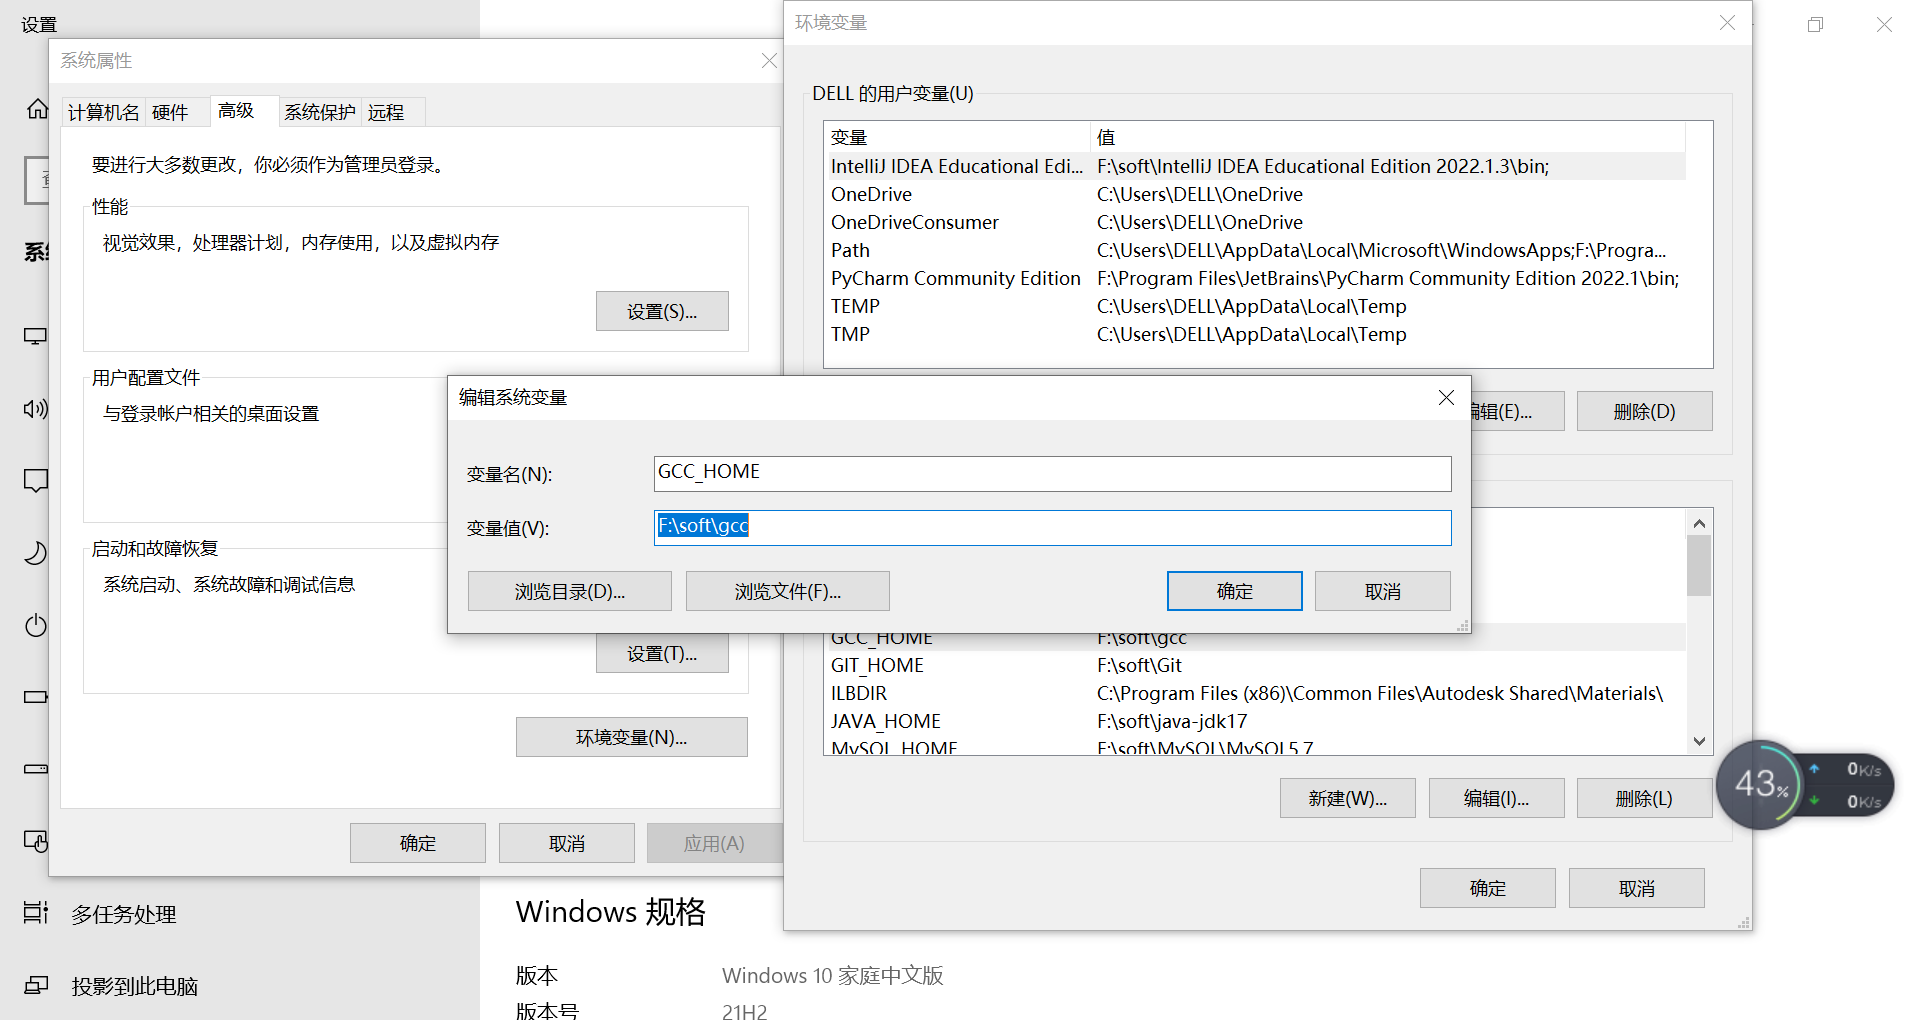 设置
系统属性
计算机名
硬件
高级
系统保护
远程
要进行大多数更改，你必须作为管理员登录。
性能
视觉效果，处理器计划，内存使用，以及虚拟内存
设置(S)...
用户配置文件
与登录帐户相关的桌面设置
启动和故障恢复
系统启动、系统故障和调试信息
设置(T)...
环境变量(N)...
确定
取消
应用(A)
多任务处理
投影到此电脑
Windows 规格
版本 Windows 10 家庭中文版
版本号 21H2
环境变量
DELL 的用户变量(U)
变量 值
IntelliJ IDEA Educational Edi... F:\soft\IntelliJ IDEA Educational Edition 2022.1.3\bin;
OneDrive C:\Users\DELL\OneDrive
OneDriveConsumer C:\Users\DELL\OneDrive
Path C:\Users\DELL\AppData\Local\Microsoft\WindowsApps;F:\Progra...
PyCharm Community Edition F:\Program Files\JetBrains\PyCharm Community Edition 2022.1\bin;
TEMP C:\Users\DELL\AppData\Local\Temp
TMP C:\Users\DELL\AppData\Local\Temp
编辑(E)...
删除(D)
编辑系统变量
变量名(N): GCC_HOME
变量值(V): F:\soft\gcc
浏览目录(D)...
浏览文件(F)...
确定
取消
GCC_HOME F:\soft\gcc
GIT_HOME F:\soft\Git
ILBDIR C:\Program Files (x86)\Common Files\Autodesk Shared\Materials\
JAVA_HOME F:\soft\java-jdk17
MySQL_HOME F:\soft\MySQL\MySQL5.7
新建(W)...
编辑(I)...
删除(L)
确定
取消
43%
0K/s
0K/s